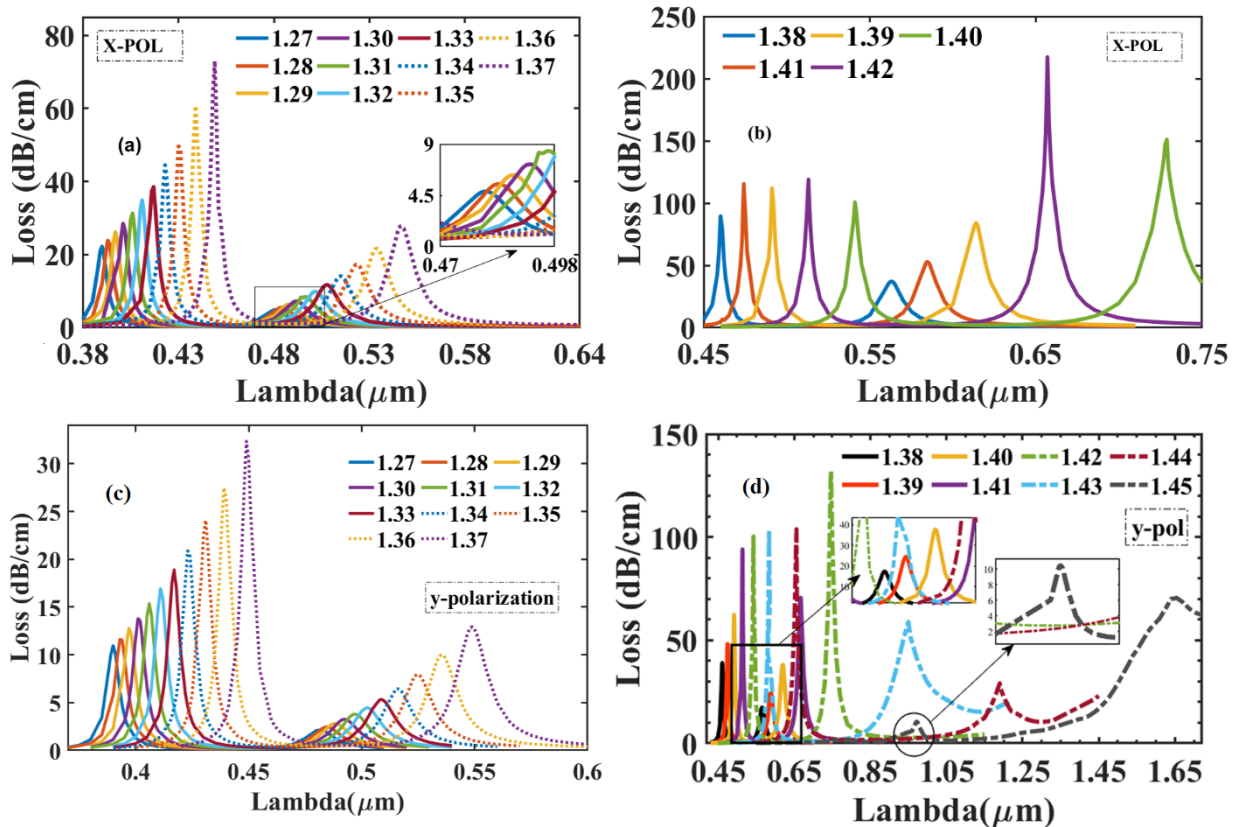 X-POL
1.27 1.30 1.33 1.36
1.28 1.31 1.34 1.37
1.29 1.32 1.35
(a)
Loss (dB/cm)
80
60
40
20
0
9
4.5
0
0.47 0.498
0.38 0.43 0.48 0.53 0.58 0.64
Lambda(μm)
250
200
150
100
50
0
1.38 1.39 1.40
1.41 1.42
X-POL
(b)
Loss (dB/cm)
0.45 0.55 0.65 0.75
Lambda(μm)
30
25
20
15
10
5
0
(c)
1.27 1.28 1.29
1.30 1.31 1.32
1.33 1.34 1.35
1.36 1.37
y-polarization
Loss (dB/cm)
0.4 0.45 0.5 0.55 0.6
Lambda(μm)
150
100
50
0
1.38 1.40 1.42 1.44
1.39 1.41 1.43 1.45
(d)
y-pol
40
30
20
10
10
8
6
4
2
Loss (dB/cm)
0.45 0.65 0.85 1.05 1.25 1.45 1.65
Lambda(μm)